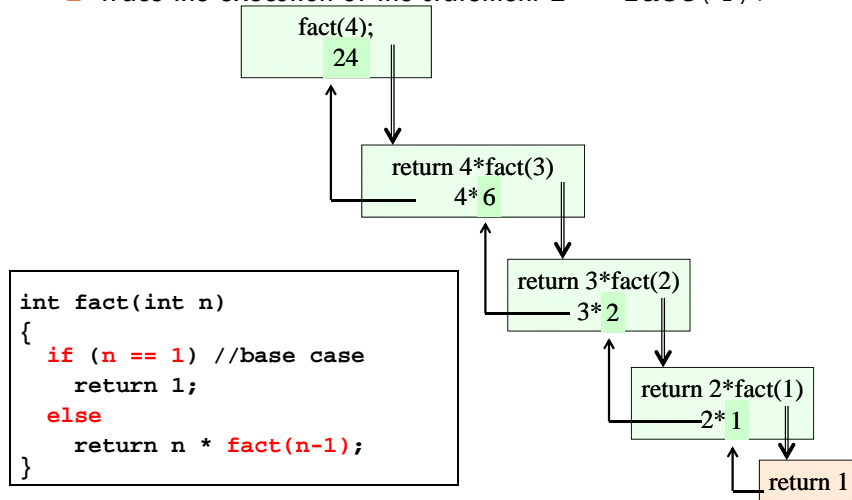 fact(4);
24
return 4*fact(3)
4*6
return 3*fact(2)
3*2
return 2*fact(1)
2*1
return 1
int fact(int n)
{
if (n == 1) //base case
return 1;
else
return n * fact(n-1);
}